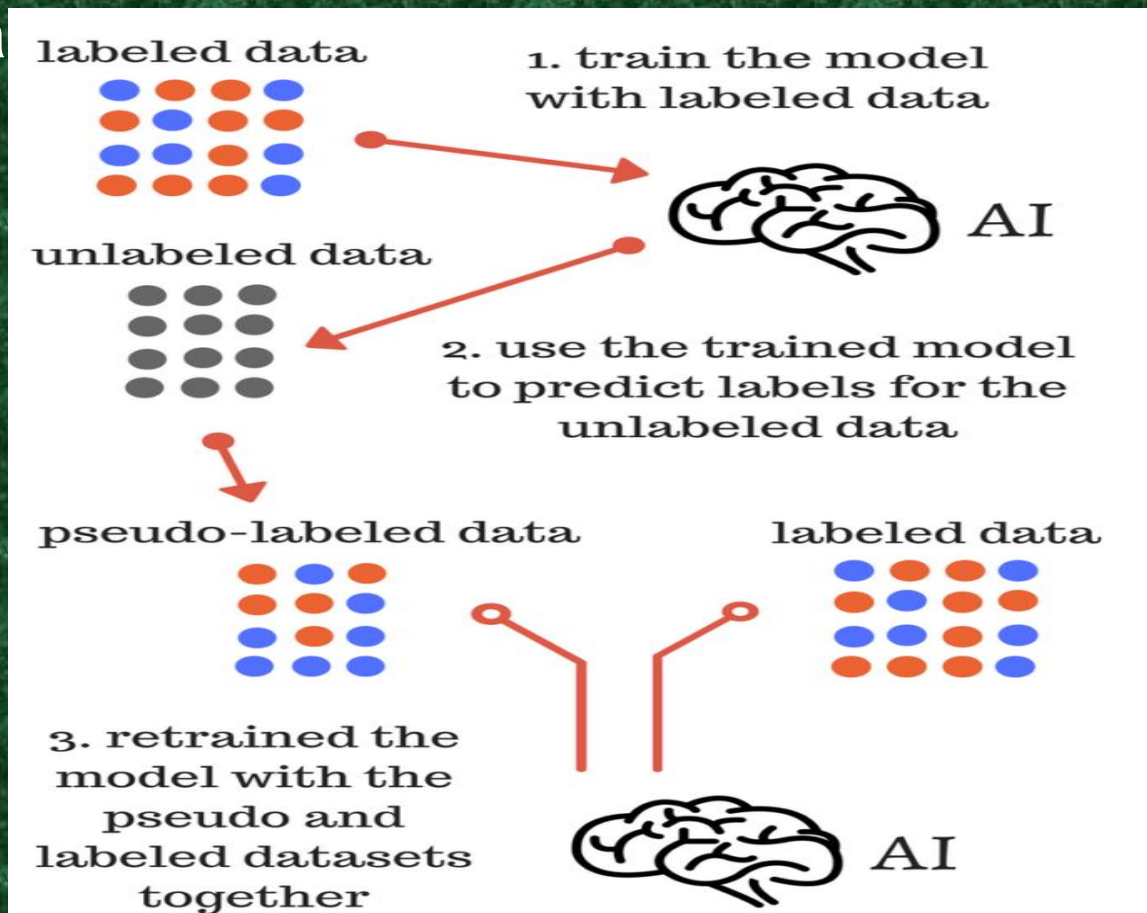 labeled data
1. train the model
with labeled data
AI
unlabeled data
2. use the trained model
to predict labels for the
unlabeled data
pseudo-labeled data
labeled data
3. retrained the
model with the
pseudo and
labeled datasets
together
AI